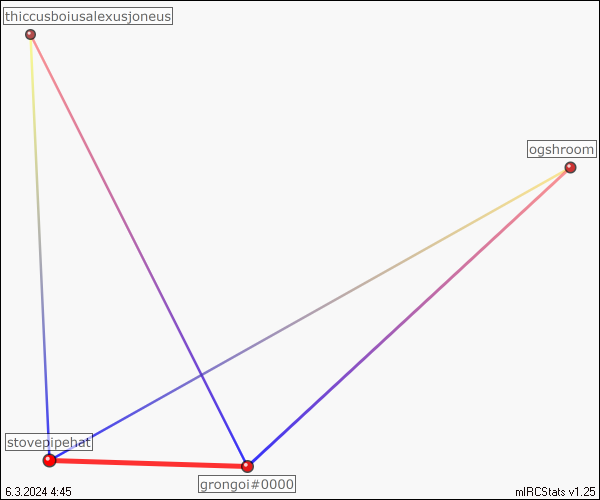 thiccusboiusalexusjoneus
ogshroom
stovepipehat
grongoi#0000
6.3.2024 4:45
mIRCStats v1.25